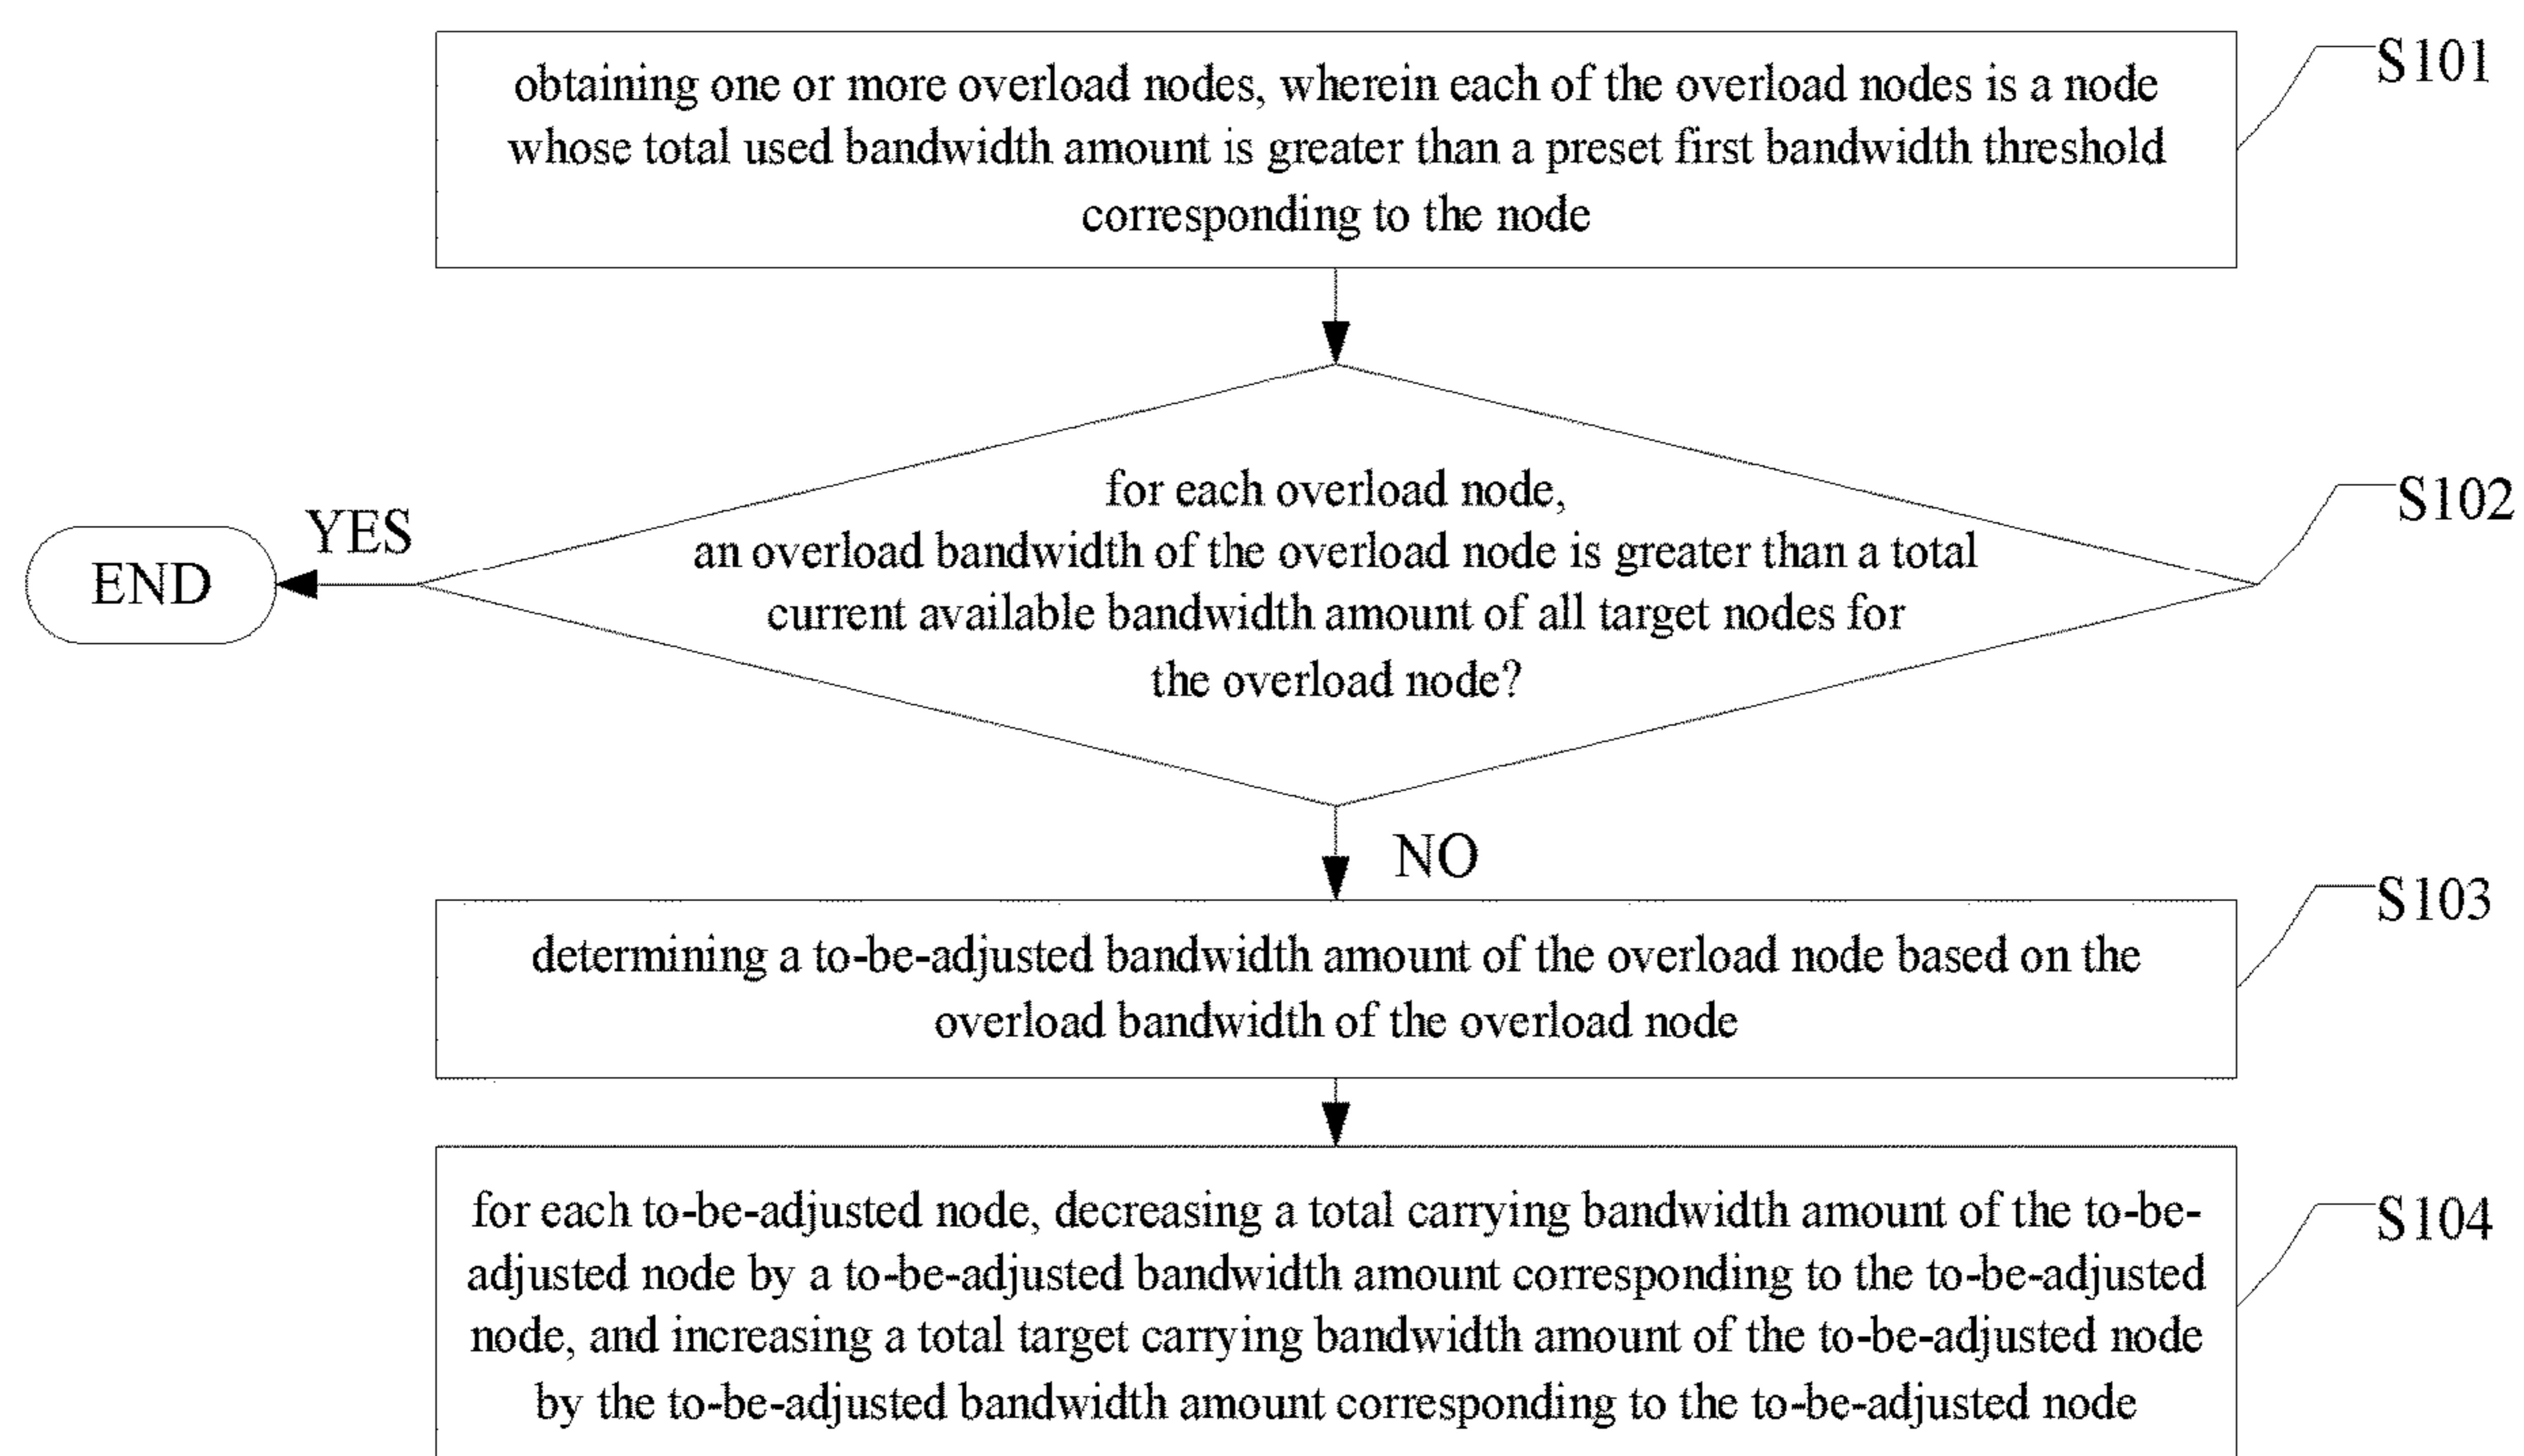 obtaining one or more overload nodes, wherein each of the overload nodes is a node
whose total used bandwidth amount is greater than a preset first bandwidth threshold
corresponding to the node
S101
for each overload node,
an overload bandwidth of the overload node is greater than a total
current available bandwidth amount of all target nodes for
the overload node?
S102
YES
END
NO
determining a to-be-adjusted bandwidth amount of the overload node based on the
overload bandwidth of the overload node
S103
for each to-be-adjusted node, decreasing a total carrying bandwidth amount of the to-be-
adjusted node by a to-be-adjusted bandwidth amount corresponding to the to-be-adjusted
node, and increasing a total target carrying bandwidth amount of the to-be-adjusted node
by the to-be-adjusted bandwidth amount corresponding to the to-be-adjusted node
S104